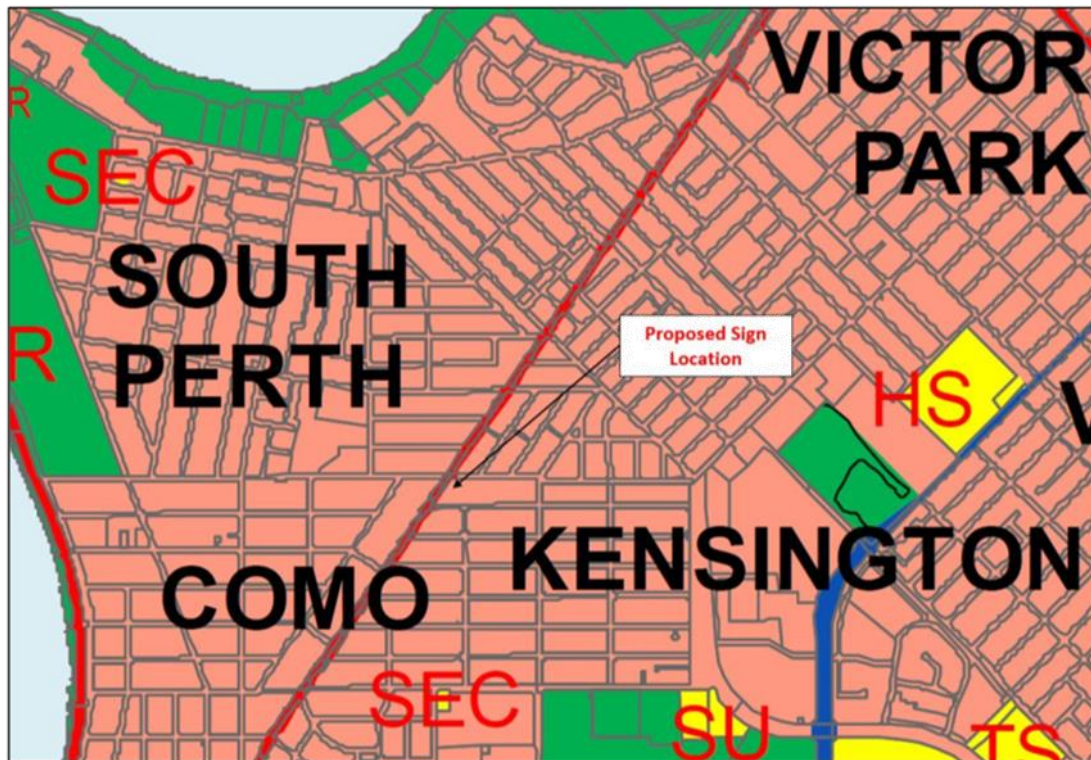 VICTOR
PARK
R
SEC
SOUTH
PERTH
Proposed Sign
Location
R
HS
V
KENSINGTON
COMO
SEC
SU
TS